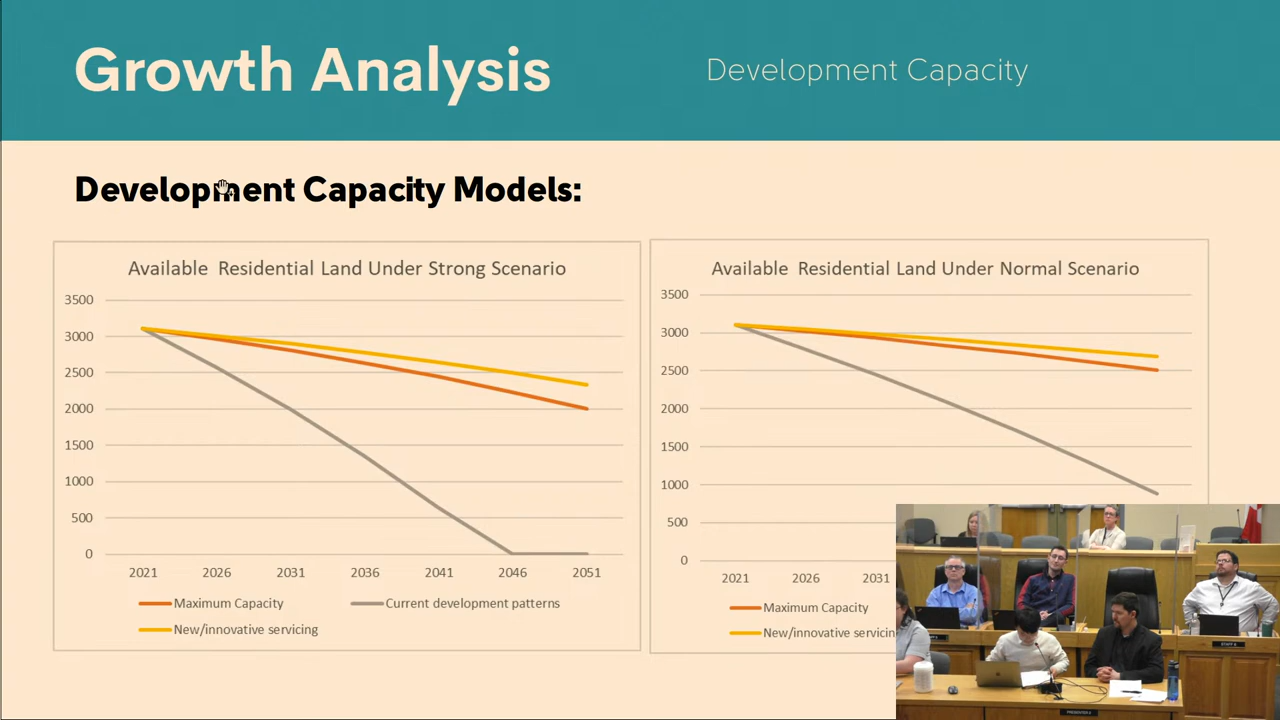 Growth Analysis
Development Capacity
Development Capacity Models:
Available Residential Land Under Strong Scenario
3500
3000
2500
2000
1500
1000
500
0
2021 2026 2031 2036 2041 2046 2051
Maximum Capacity
Current development patterns
New/innovative servicing
Available Residential Land Under Normal Scenario
3500
3000
2500
2000
1500
1000
500
0
2021 2026 2031
Maximum Capacity
New/innovative servicin